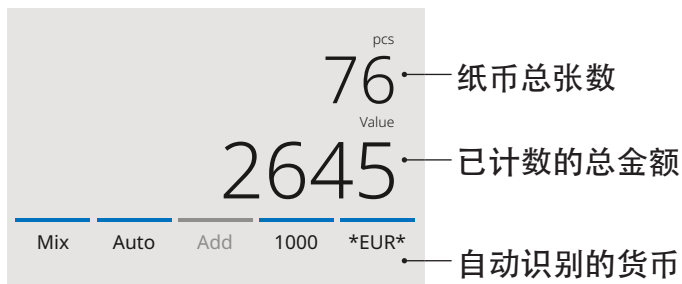 pcs
76
纸币总张数
Value
2645
已计数的总金额
Mix Auto Add 1000 *EUR*
自动识别的货币